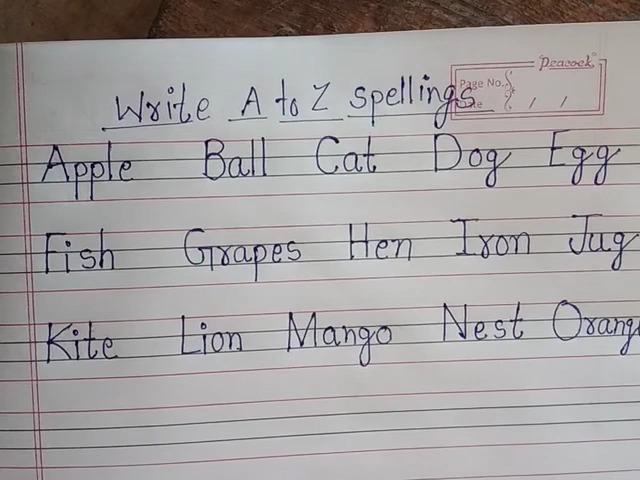 Peacock
Page No.
Write A to Z Spellings
Apple Ball Cat Dog Egg
Fish Grapes Hen Iron Jug
Kite Lion Mango Nest Orang